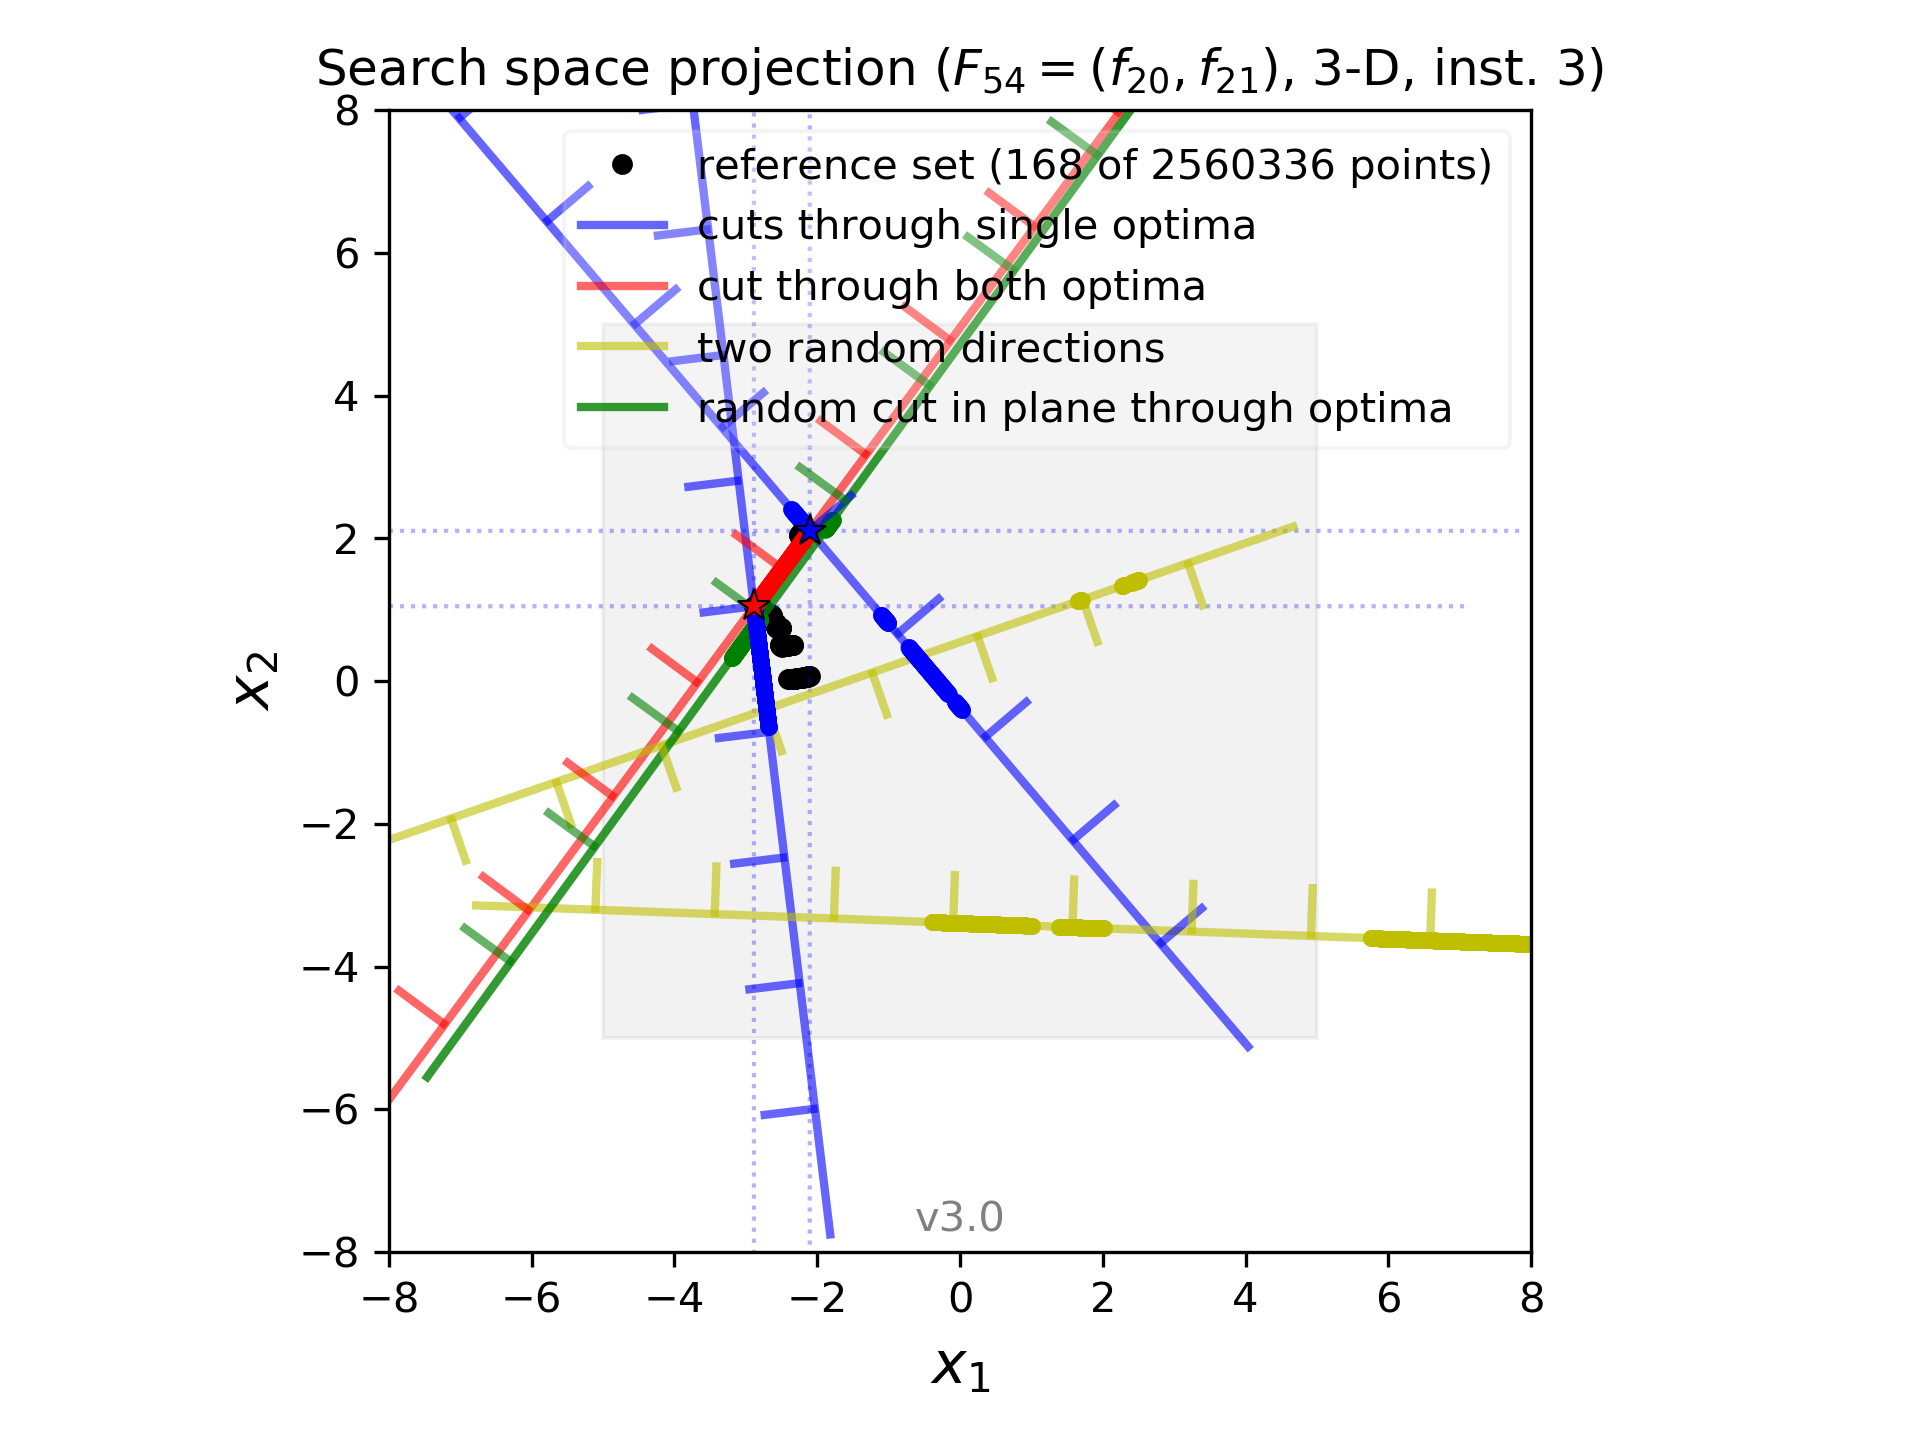 Search space projection (F54 = (f20, f21), 3-D, inst. 3)
reference set (168 of 2560336 points)
cuts through single optima
cut through both optima
two random directions
random cut in plane through optima
8
6
4
2
0
−2
−4
−6
−8
x2
v3.0
−8 −6 −4 −2 0 2 4 6 8
x1